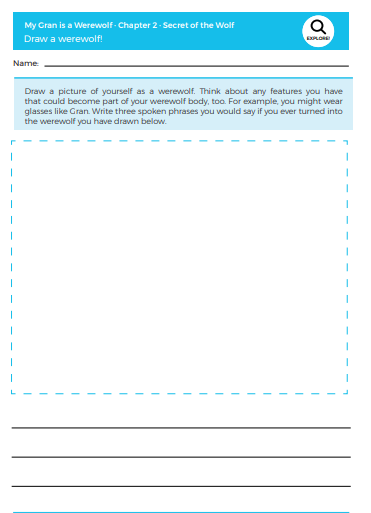 My Gran is a Werewolf · Chapter 2 · Secret of the Wolf
Draw a werewolf!
EXPLORE!
Name:
Draw a picture of yourself as a werewolf. Think about any features you have
that could become part of your werewolf body, too. For example, you might wear
glasses like Gran. Write three spoken phrases you would say if you ever turned into
the werewolf you have drawn below.